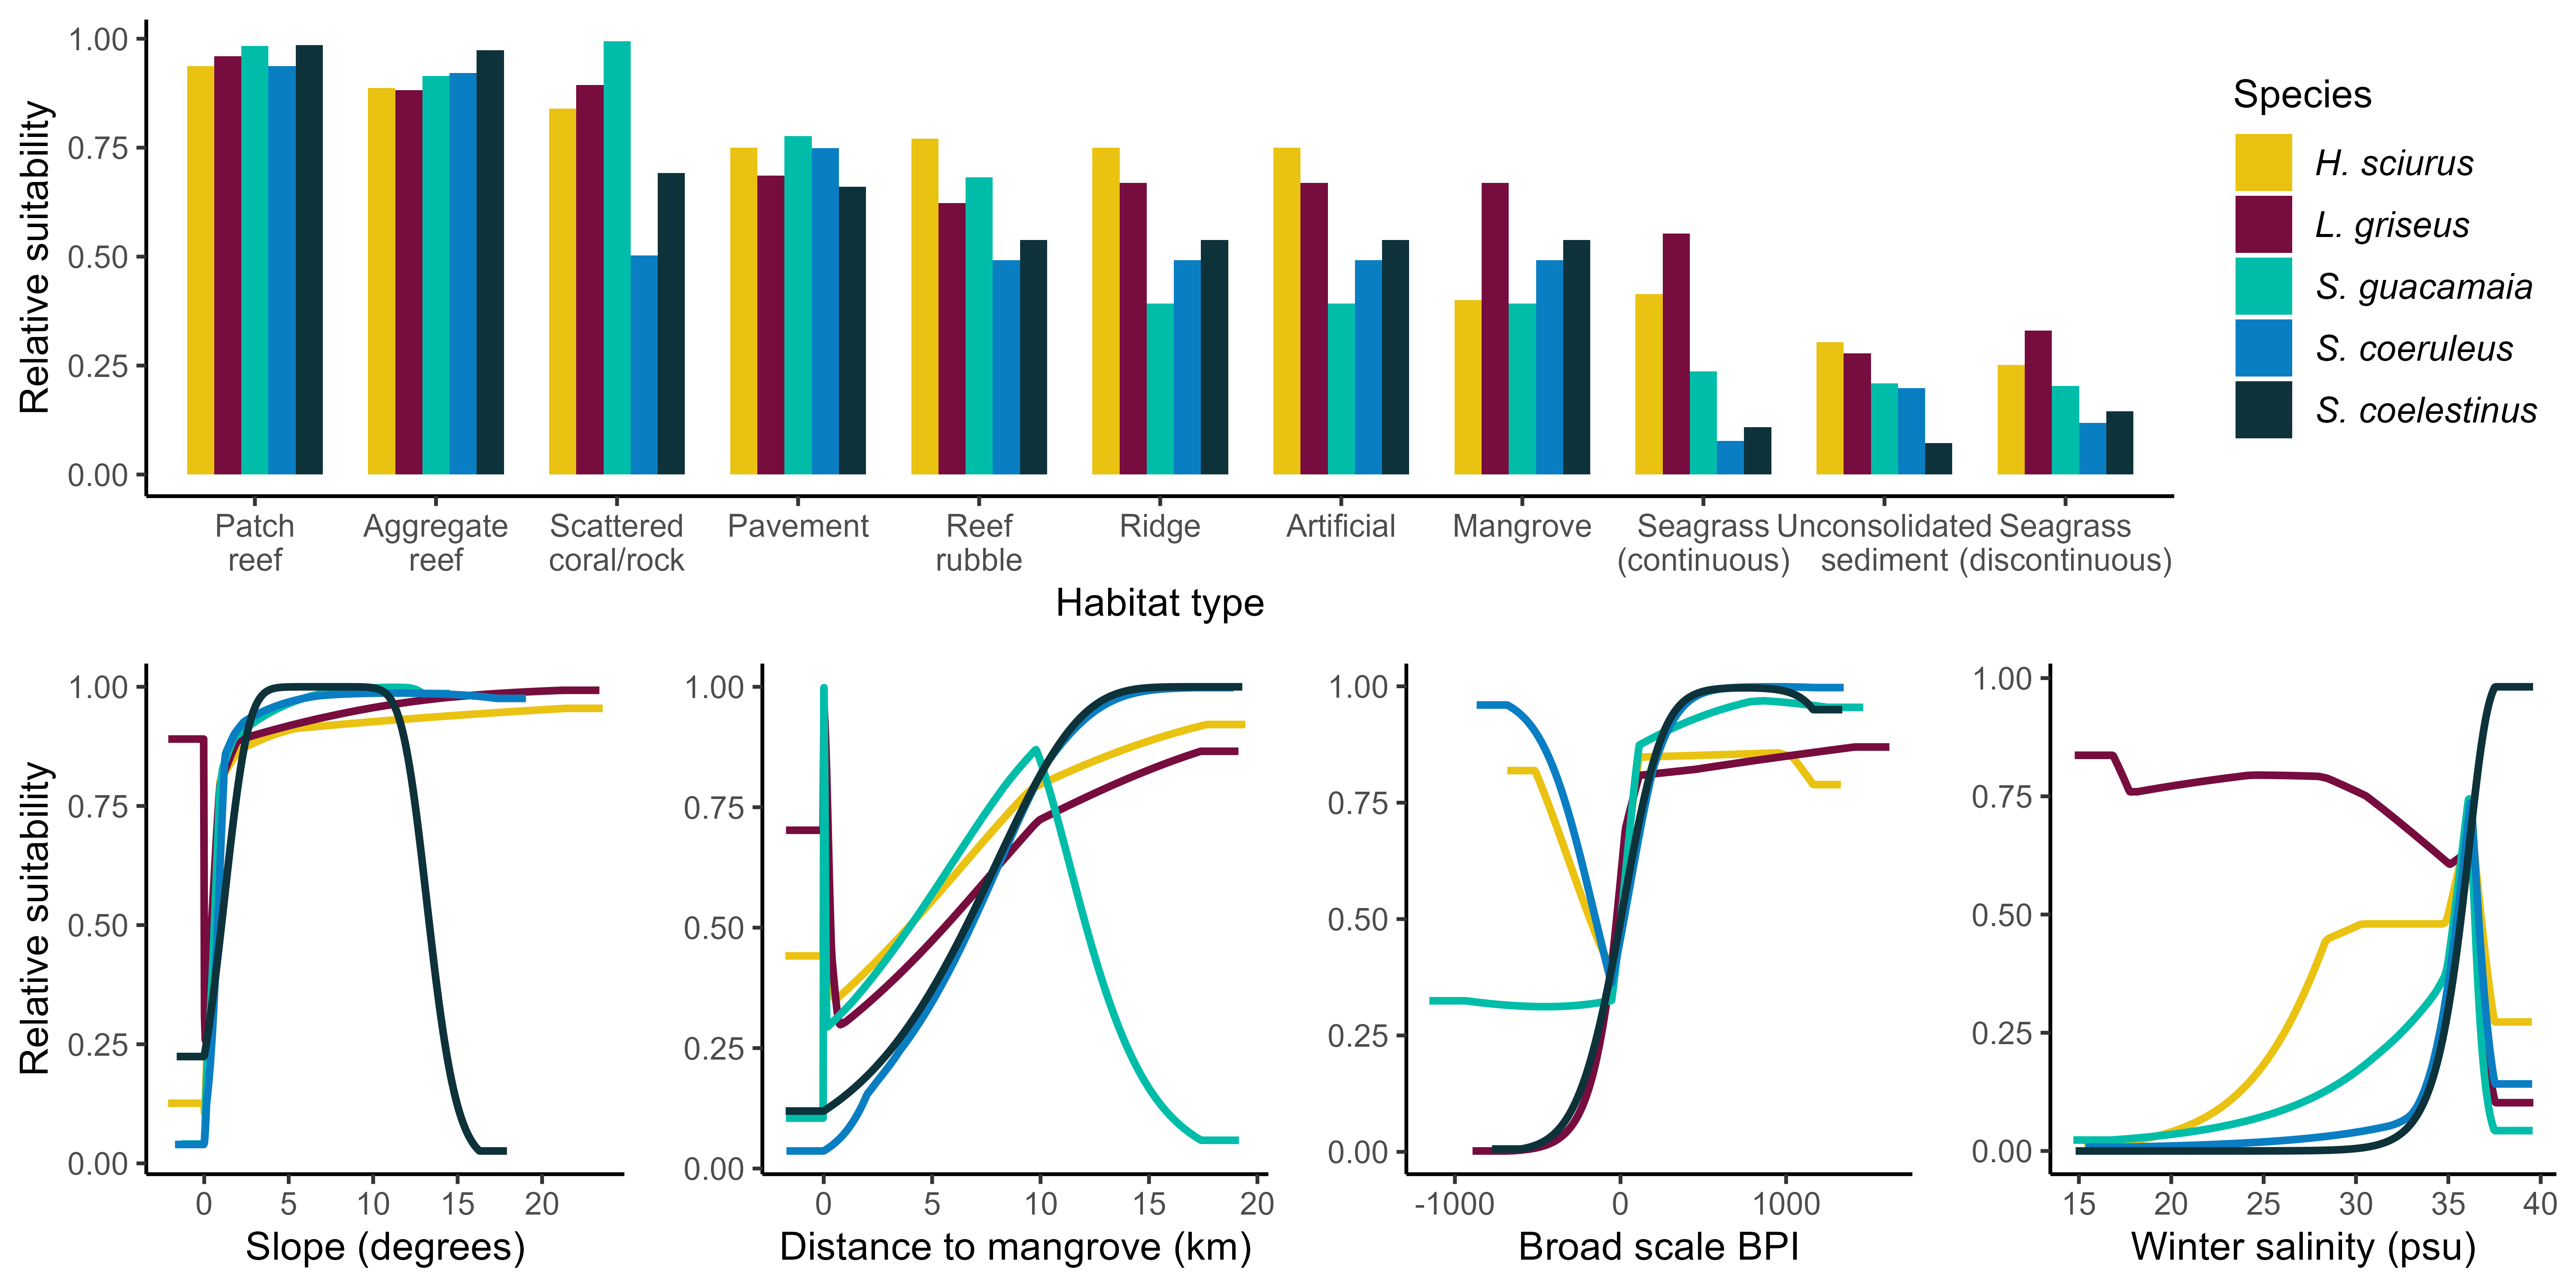 Relative suitability
1.00
0.75
0.50
0.25
0.00
Patch reef
Aggregate reef
Scattered coral/rock
Pavement
Reef rubble
Ridge
Artificial
Mangrove
Seagrass (continuous)
Unconsolidated sediment
Seagrass (discontinuous)
Habitat type
Species
H. sciurus
L. griseus
S. guacamaia
S. coeruleus
S. coelestinus
Relative suitability
1.00
0.75
0.50
0.25
0.00
0 5 10 15 20
Slope (degrees)
1.00
0.75
0.50
0.25
0.00
0 5 10 15 20
Distance to mangrove (km)
1.00
0.75
0.50
0.25
0.00
-1000 0 1000
Broad scale BPI
1.00
0.75
0.50
0.25
0.00
15 20 25 30 35 40
Winter salinity (psu)